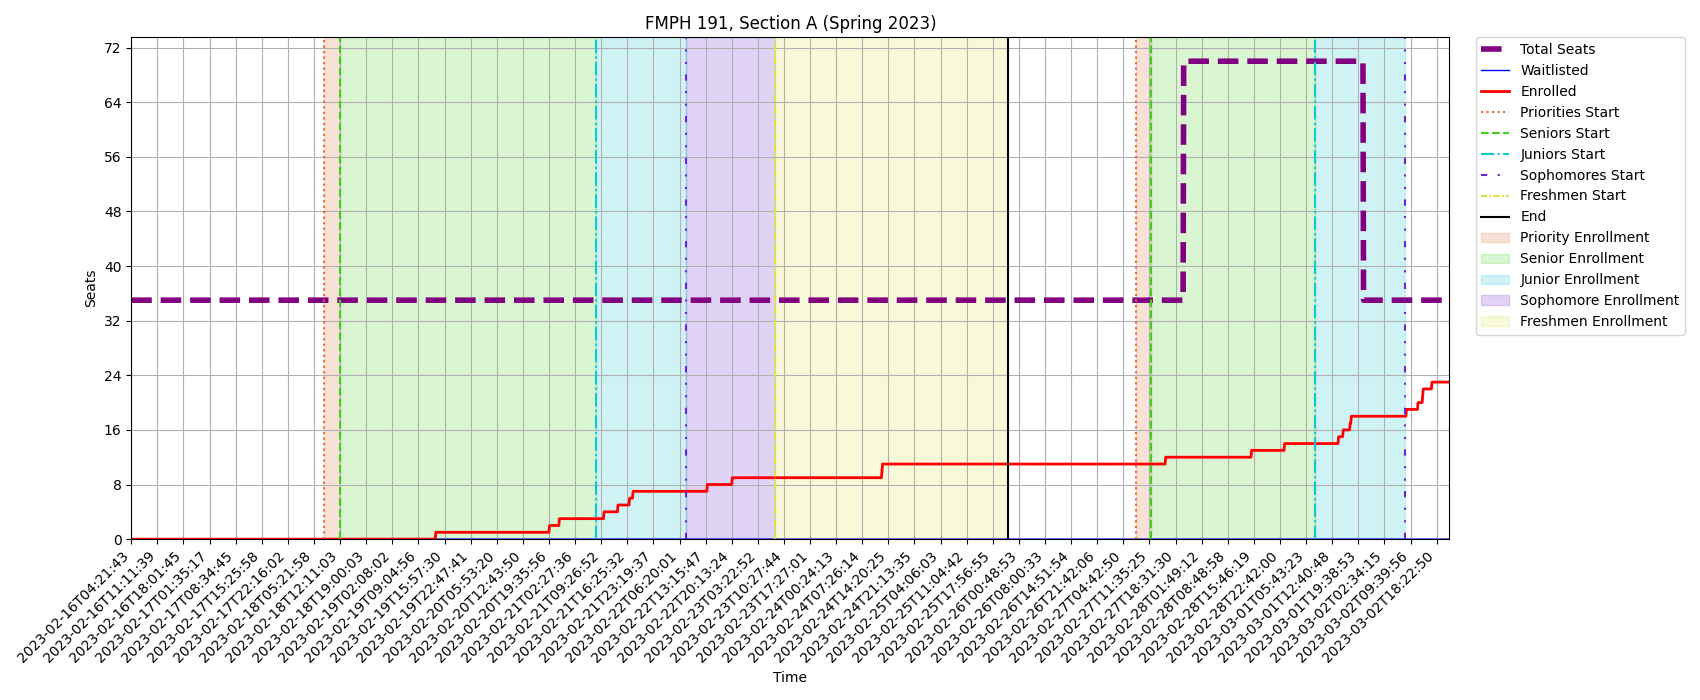 FMPH 191, Section A (Spring 2023)
72
64
56
48
40
32
24
16
8
0
Seats
2023-02-16T04:21:43
2023-02-16T11:11:39
2023-02-16T18:01:45
2023-02-17T01:35:17
2023-02-17T08:34:45
2023-02-17T15:25:58
2023-02-17T22:16:02
2023-02-18T05:21:58
2023-02-18T12:11:03
2023-02-18T19:00:03
2023-02-19T02:08:02
2023-02-19T09:04:56
2023-02-19T15:57:30
2023-02-19T22:47:41
2023-02-20T05:53:20
2023-02-20T12:43:50
2023-02-20T19:35:56
2023-02-21T02:27:36
2023-02-21T09:26:52
2023-02-21T16:25:32
2023-02-21T23:19:37
2023-02-22T06:20:01
2023-02-22T13:15:47
2023-02-22T20:13:24
2023-02-23T03:22:52
2023-02-23T10:27:44
2023-02-23T17:27:01
2023-02-24T00:24:13
2023-02-24T07:26:14
2023-02-24T14:20:25
2023-02-24T21:13:35
2023-02-25T04:06:03
2023-02-25T11:04:42
2023-02-25T17:56:55
2023-02-26T00:48:53
2023-02-26T08:00:33
2023-02-26T14:51:54
2023-02-26T21:42:06
2023-02-27T04:42:50
2023-02-27T11:35:25
2023-02-27T18:31:30
2023-02-28T01:49:12
2023-02-28T08:48:58
2023-02-28T15:46:19
2023-02-28T22:42:00
2023-03-01T05:43:23
2023-03-01T12:40:48
2023-03-01T19:38:53
2023-03-02T02:34:15
2023-03-02T09:39:56
2023-03-02T18:22:50
Time
Total Seats
Waitlisted
Enrolled
Priorities Start
Seniors Start
Juniors Start
Sophomores Start
Freshmen Start
End
Priority Enrollment
Senior Enrollment
Junior Enrollment
Sophomore Enrollment
Freshmen Enrollment